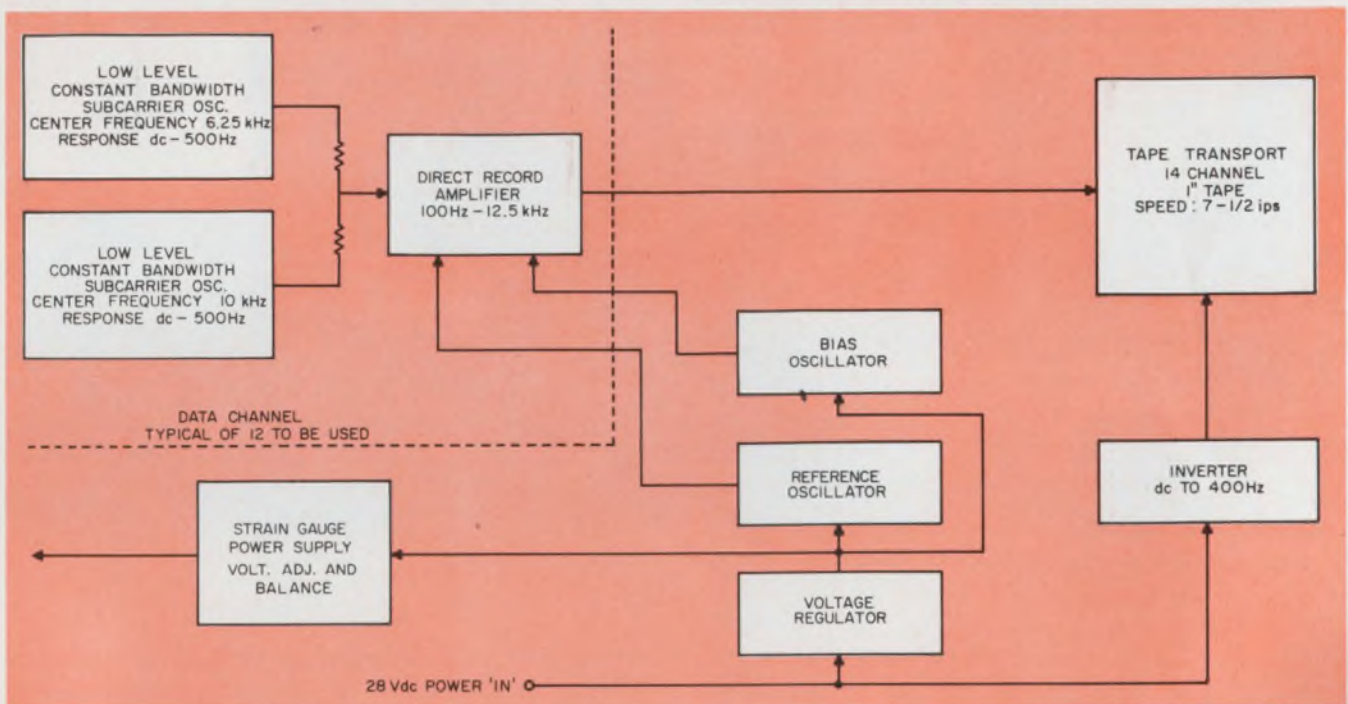 LOW LEVEL
CONSTANT BANDWIDTH
SUBCARRIER OSC.
CENTER FREQUENCY 6.25 kHz
RESPONSE dc - 500Hz
LOW LEVEL
CONSTANT BANDWIDTH
SUBCARRIER OSC.
CENTER FREQUENCY 10 kHz
RESPONSE dc - 500Hz
DIRECT RECORD
AMPLIFIER
100Hz - 12.5 kHz
TAPE TRANSPORT
14 CHANNEL
1" TAPE
SPEED : 7-1/2 ips
BIAS
OSCILLATOR
DATA CHANNEL
TYPICAL OF 12 TO BE USED
REFERENCE
OSCILLATOR
INVERTER
dc TO 400Hz
STRAIN GAUGE
POWER SUPPLY
VOLT. ADJ. AND
BALANCE
VOLTAGE
REGULATOR
28 Vdc POWER 'IN'